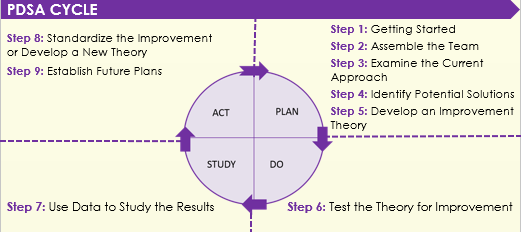 PDSA CYCLE
Step 8: Standardize the Improvement
or Develop a New Theory
Step 9: Establish Future Plans
Step 1: Getting Started
Step 2: Assemble the Team
Step 3: Examine the Current
Approach
Step 4: Identify Potential Solutions
Step 5: Develop an Improvement
Theory
ACT
PLAN
STUDY
DO
Step 7: Use Data to Study the Results
Step 6: Test the Theory for Improvement